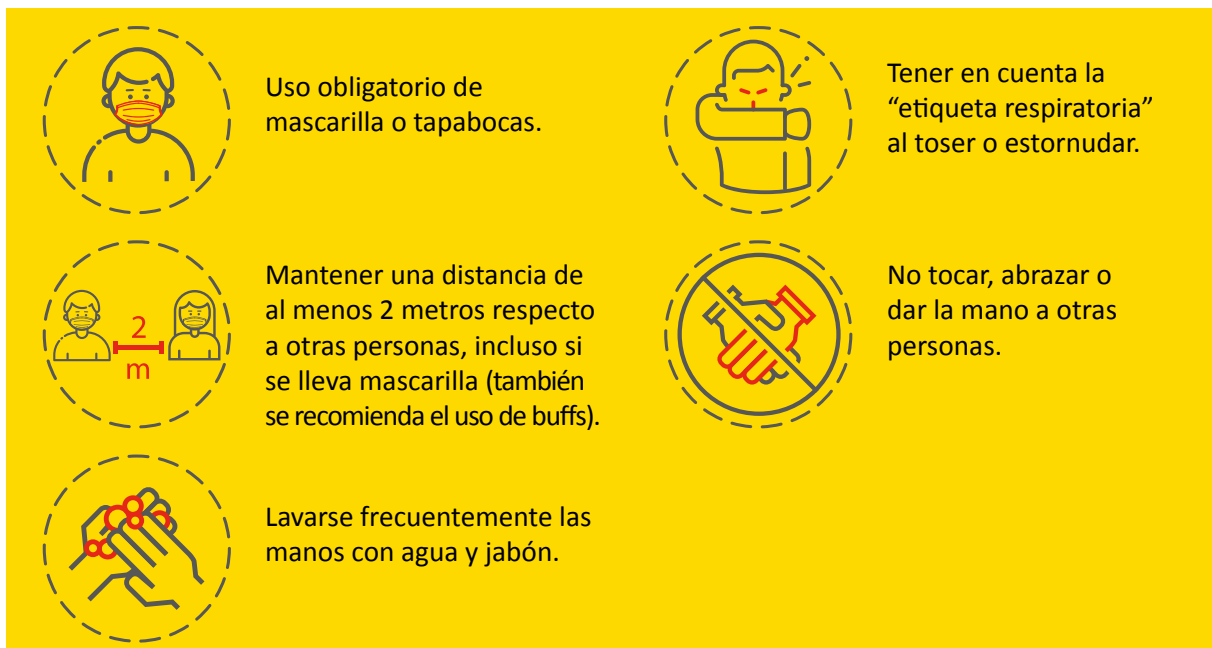 Uso obligatorio de
mascarilla o tapabocas.
Mantener una distancia de
al menos 2 metros respecto
a otras personas, incluso si
se lleva mascarilla (también
se recomienda el uso de buffs).
2
m
Lavarse frecuentemente las
manos con agua y jabón.
Tener en cuenta la
“etiqueta respiratoria”
al toser o estornudar.
No tocar, abrazar o
dar la mano a otras
personas.